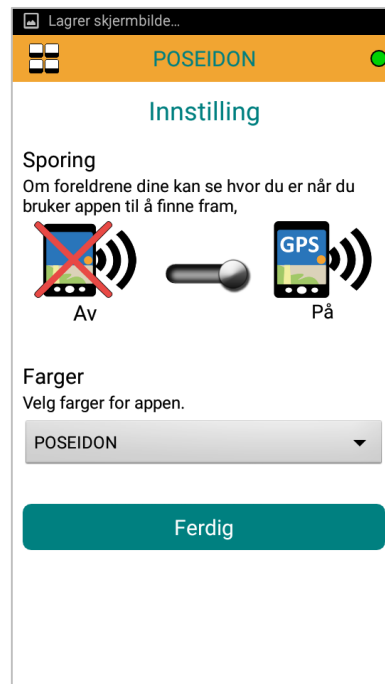 Lagrer skjermbilde…
POSEIDON
Innstilling
Sporing
Om foreldrene dine kan se hvor du er når du
bruker appen til å finne fram,
GPS
Av
På
Farger
Velg farger for appen.
POSEIDON
Ferdig